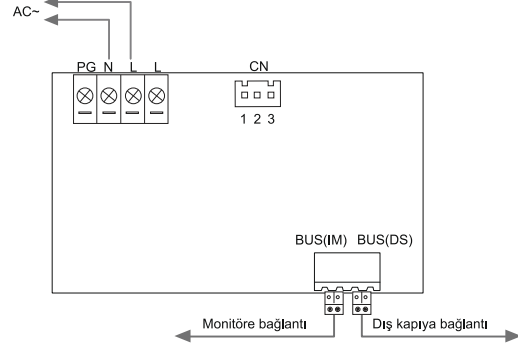 AC~
PG N L L
CN
1 2 3
BUS(IM) BUS(DS)
Monitöre bağlantı
Dış kapıya bağlantı